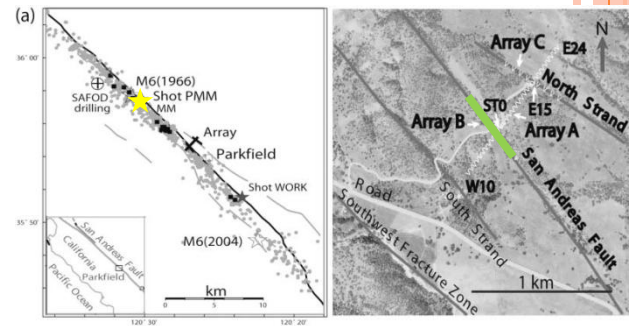 (a)
36 00'
M6(1966)
Shot PMM
MM
SAFOD
drilling
Array
Parkfield
Shot WORK
35 50'
M6(2004)
San Andreas Fault
California
Parkfield
Pacific Ocean
km
0
10
120° 30'
120° 20'
Array C
E24
N
North Strand
ST0
E15
Array B
Array A
San Andreas Fault
W10
Road
South Strand
Southwest Fracture Zone
1 km